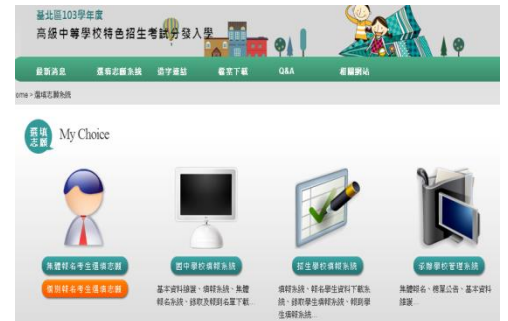 基北區103學年度
高級中等學校特色招生考試分發入學
最新消息 選填志願系統 造字連結 檔案下載 Q&A 相關網站
ome > 選填志願系統
選填
志願
My Choice
集體報名考生選填志願 國中學校填報系統 招生學校填報系統 承辦學校管理系統
個別報名考生選填志願
基本資料維護、填報系統、集體
報名系統、錄取及報到名單下載...
填報系統、報名學生資料下載系
統、錄取學生填報系統、報到學
生填報系統...
集體報名、榜單公告、基本資料
維護...